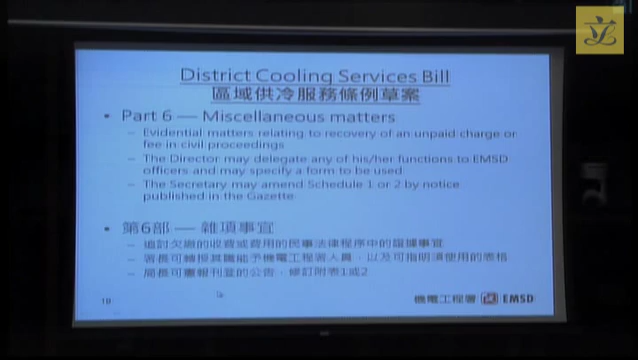 District Cooling Services Bill
區域供冷服務條例草案
• Part 6 — Miscellaneous matters
– Evidential matters relating to recovery of an unpaid charge or
fee in civil proceedings
– The Director may delegate any of his/her functions to EMSD
officers and may specify a form to be used
– The Secretary may amend Schedule 1 or 2 by notice
published in the Gazette
• 第6部 — 雜項事宜
– 追討欠繳的收費或費用的民事法律程序中的證據事宜
– 署長可轉授其職能予機電工程署人員，以及可指明須使用的表格
– 局長可憲報刊登的公告，修訂附表1或2
18
機電工程署 EMSD